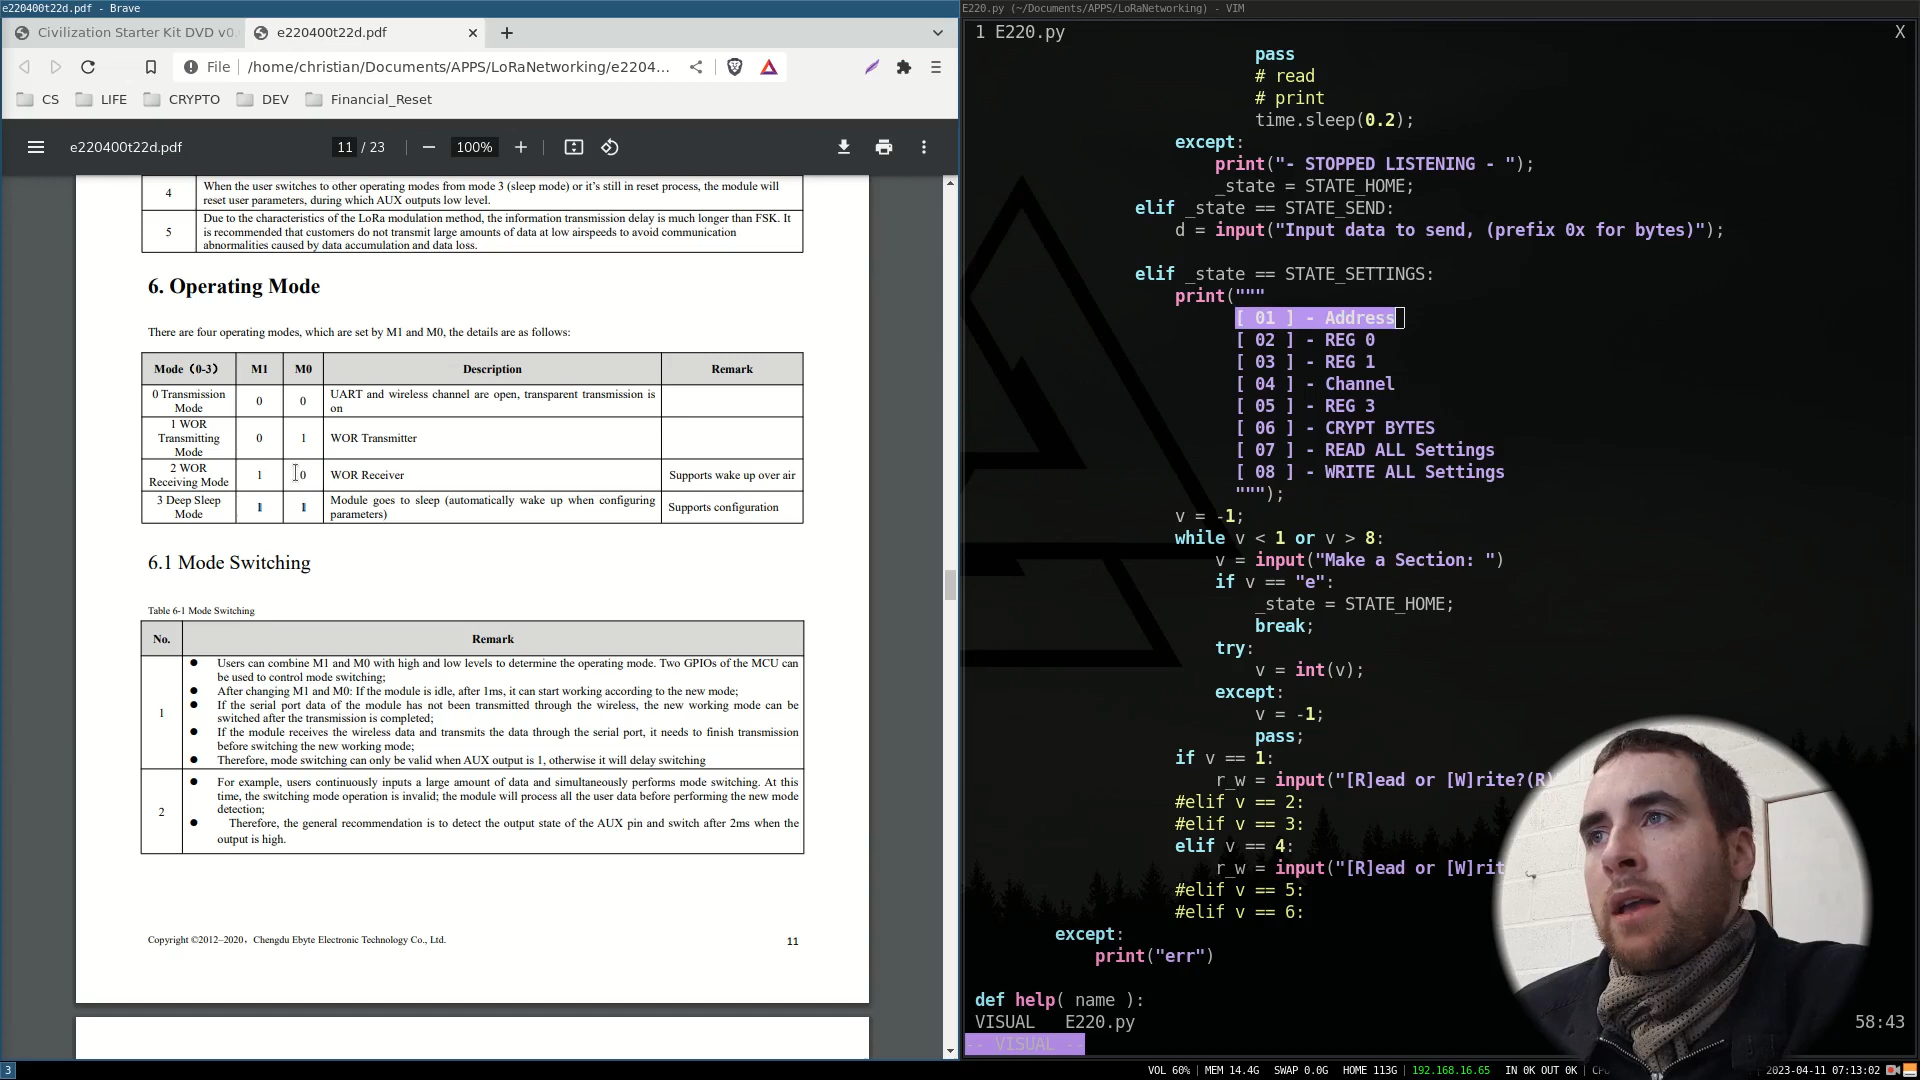 e220400t22d.pdf - Brave
Civilization Starter Kit DVD v0.
e220400t22d.pdf
File
/home/christian/Documents/APPS/LoRaNetworking/e2204...
CS
LIFE
CRYPTO
DEV
Financial_Reset
e220400t22d.pdf
11 / 23
100%
4
When the user switches to other operating modes from mode 3 (sleep mode) or it's still in reset process, the module will
reset user parameters, during which AUX outputs low level.
5
Due to the characteristics of the LoRa modulation method, the information transmission delay is much longer than FSK. It
is recommended that customers do not transmit large amounts of data at low airspeeds to avoid communication
abnormalities caused by data accumulation and data loss.
6. Operating Mode
There are four operating modes, which are set by M1 and M0, the details are as follows:
Mode（0-3） M1 M0 Description Remark
0 Transmission
Mode
0 0
UART and wireless channel are open, transparent transmission is
on
1 WOR
Transmitting
Mode
0 1 WOR Transmitter
2 WOR
Receiving Mode
1 0 WOR Receiver Supports wake up over air
3 Deep Sleep
Mode
1 1
Module goes to sleep (automatically wake up when configuring
parameters)
Supports configuration
6.1 Mode Switching
Table 6-1 Mode Switching
No. Remark
1
● Users can combine M1 and M0 with high and low levels to determine the operating mode. Two GPIOs of the MCU can
be used to control mode switching;
● After changing M1 and M0: If the module is idle, after 1ms, it can start working according to the new mode;
● If the serial port data of the module has not been transmitted through the wireless, the new working mode can be
switched after the transmission is completed;
● If the module receives the wireless data and transmits the data through the serial port, it needs to finish transmission
before switching the new working mode;
● Therefore, mode switching can only be valid when AUX output is 1, otherwise it will delay switching
2
● For example, users continuously inputs a large amount of data and simultaneously performs mode switching. At this
time, the switching mode operation is invalid; the module will process all the user data before performing the new mode
detection;
● Therefore, the general recommendation is to detect the output state of the AUX pin and switch after 2ms when the
output is high.
Copyright ©2012–2020，Chengdu Ebyte Electronic Technology Co., Ltd.
11
E220.py (~/Documents/APPS/LoRaNetworking) - VIM
1 E220.py X
pass
# read
# print
time.sleep(0.2);
except:
print("- STOPPED LISTENING - ");
_state = STATE_HOME;
elif _state == STATE_SEND:
d = input("Input data to send, (prefix 0x for bytes)");
elif _state == STATE_SETTINGS:
print("""
[ 01 ] - Address
[ 02 ] - REG 0
[ 03 ] - REG 1
[ 04 ] - Channel
[ 05 ] - REG 3
[ 06 ] - CRYPT BYTES
[ 07 ] - READ ALL Settings
[ 08 ] - WRITE ALL Settings
""");
v = -1;
while v < 1 or v > 8:
v = input("Make a Section: ")
if v == "e":
_state = STATE_HOME;
break;
try:
v = int(v);
except:
v = -1;
pass;
if v == 1:
r_w = input("[R]ead or [W]rite?(R)
#elif v == 2:
#elif v == 3:
elif v == 4:
r_w = input("[R]ead or [W]rit
#elif v == 5:
#elif v == 6:
except:
print("err")
def help( name ):
VISUAL E220.py 58:43
-- VISUAL --
3
VOL 60% | MEM 14.4G | SWAP 0.0G | HOME 113G | 192.168.16.65 | IN 0K OUT 0K |
2023-04-11 07:13:02